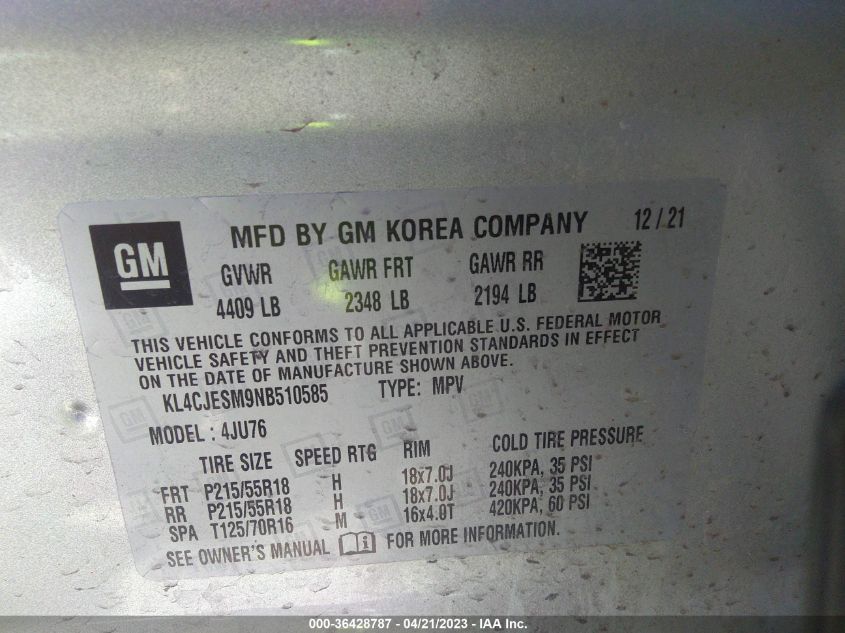 GM
MFD BY GM KOREA COMPANY 12 / 21
GVWR GAWR FRT GAWR RR
4409 LB 2348 LB 2194 LB
THIS VEHICLE CONFORMS TO ALL APPLICABLE U.S. FEDERAL MOTOR
VEHICLE SAFETY AND THEFT PREVENTION STANDARDS IN EFFECT
ON THE DATE OF MANUFACTURE SHOWN ABOVE.
KL4CJESM9NB510585 TYPE: MPV
MODEL : 4JU76
TIRE SIZE SPEED RTG RIM COLD TIRE PRESSURE
FRT P215/55R18 H 18x7.0J 240KPA, 35 PSI
RR P215/55R18 H 18x7.0J 240KPA, 35 PSI
SPA T125/70R16 M 16x4.0T 420KPA, 60 PSI
SEE OWNER'S MANUAL FOR MORE INFORMATION.
000-36428787 - 04/21/2023 - IAA Inc.